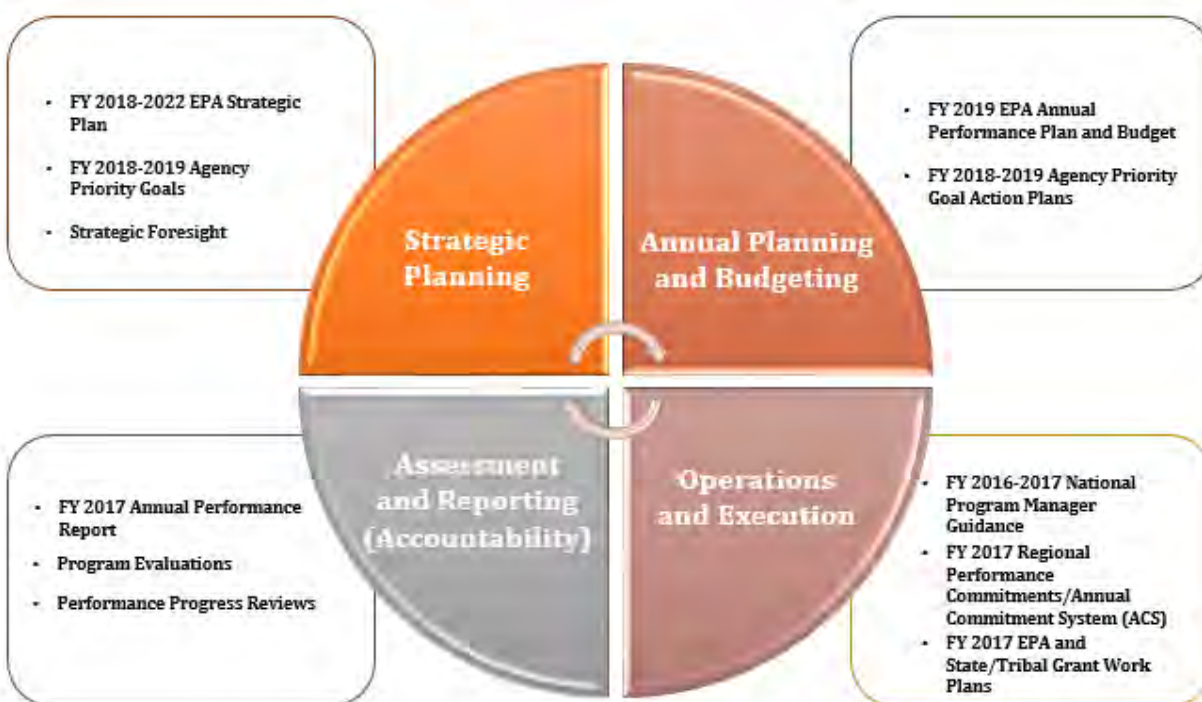 • FY 2018-2022 EPA Strategic
Plan
• FY 2018-2019 Agency
Priority Goals
• Strategic Foresight
Strategic
Planning
Annual Planning
and Budgeting
• FY 2019 EPA Annual
Performance Plan and Budget
• FY 2018-2019 Agency Priority
Goal Action Plans
• FY 2017 Annual Performance
Report
• Program Evaluations
• Performance Progress Reviews
Assessment
and Reporting
(Accountability)
Operations
and Execution
• FY 2016-2017 National
Program Manager
Guidance
• FY 2017 Regional
Performance
Commitments/Annual
Commitment System (ACS)
• FY 2017 EPA and
State/Tribal Grant Work
Plans